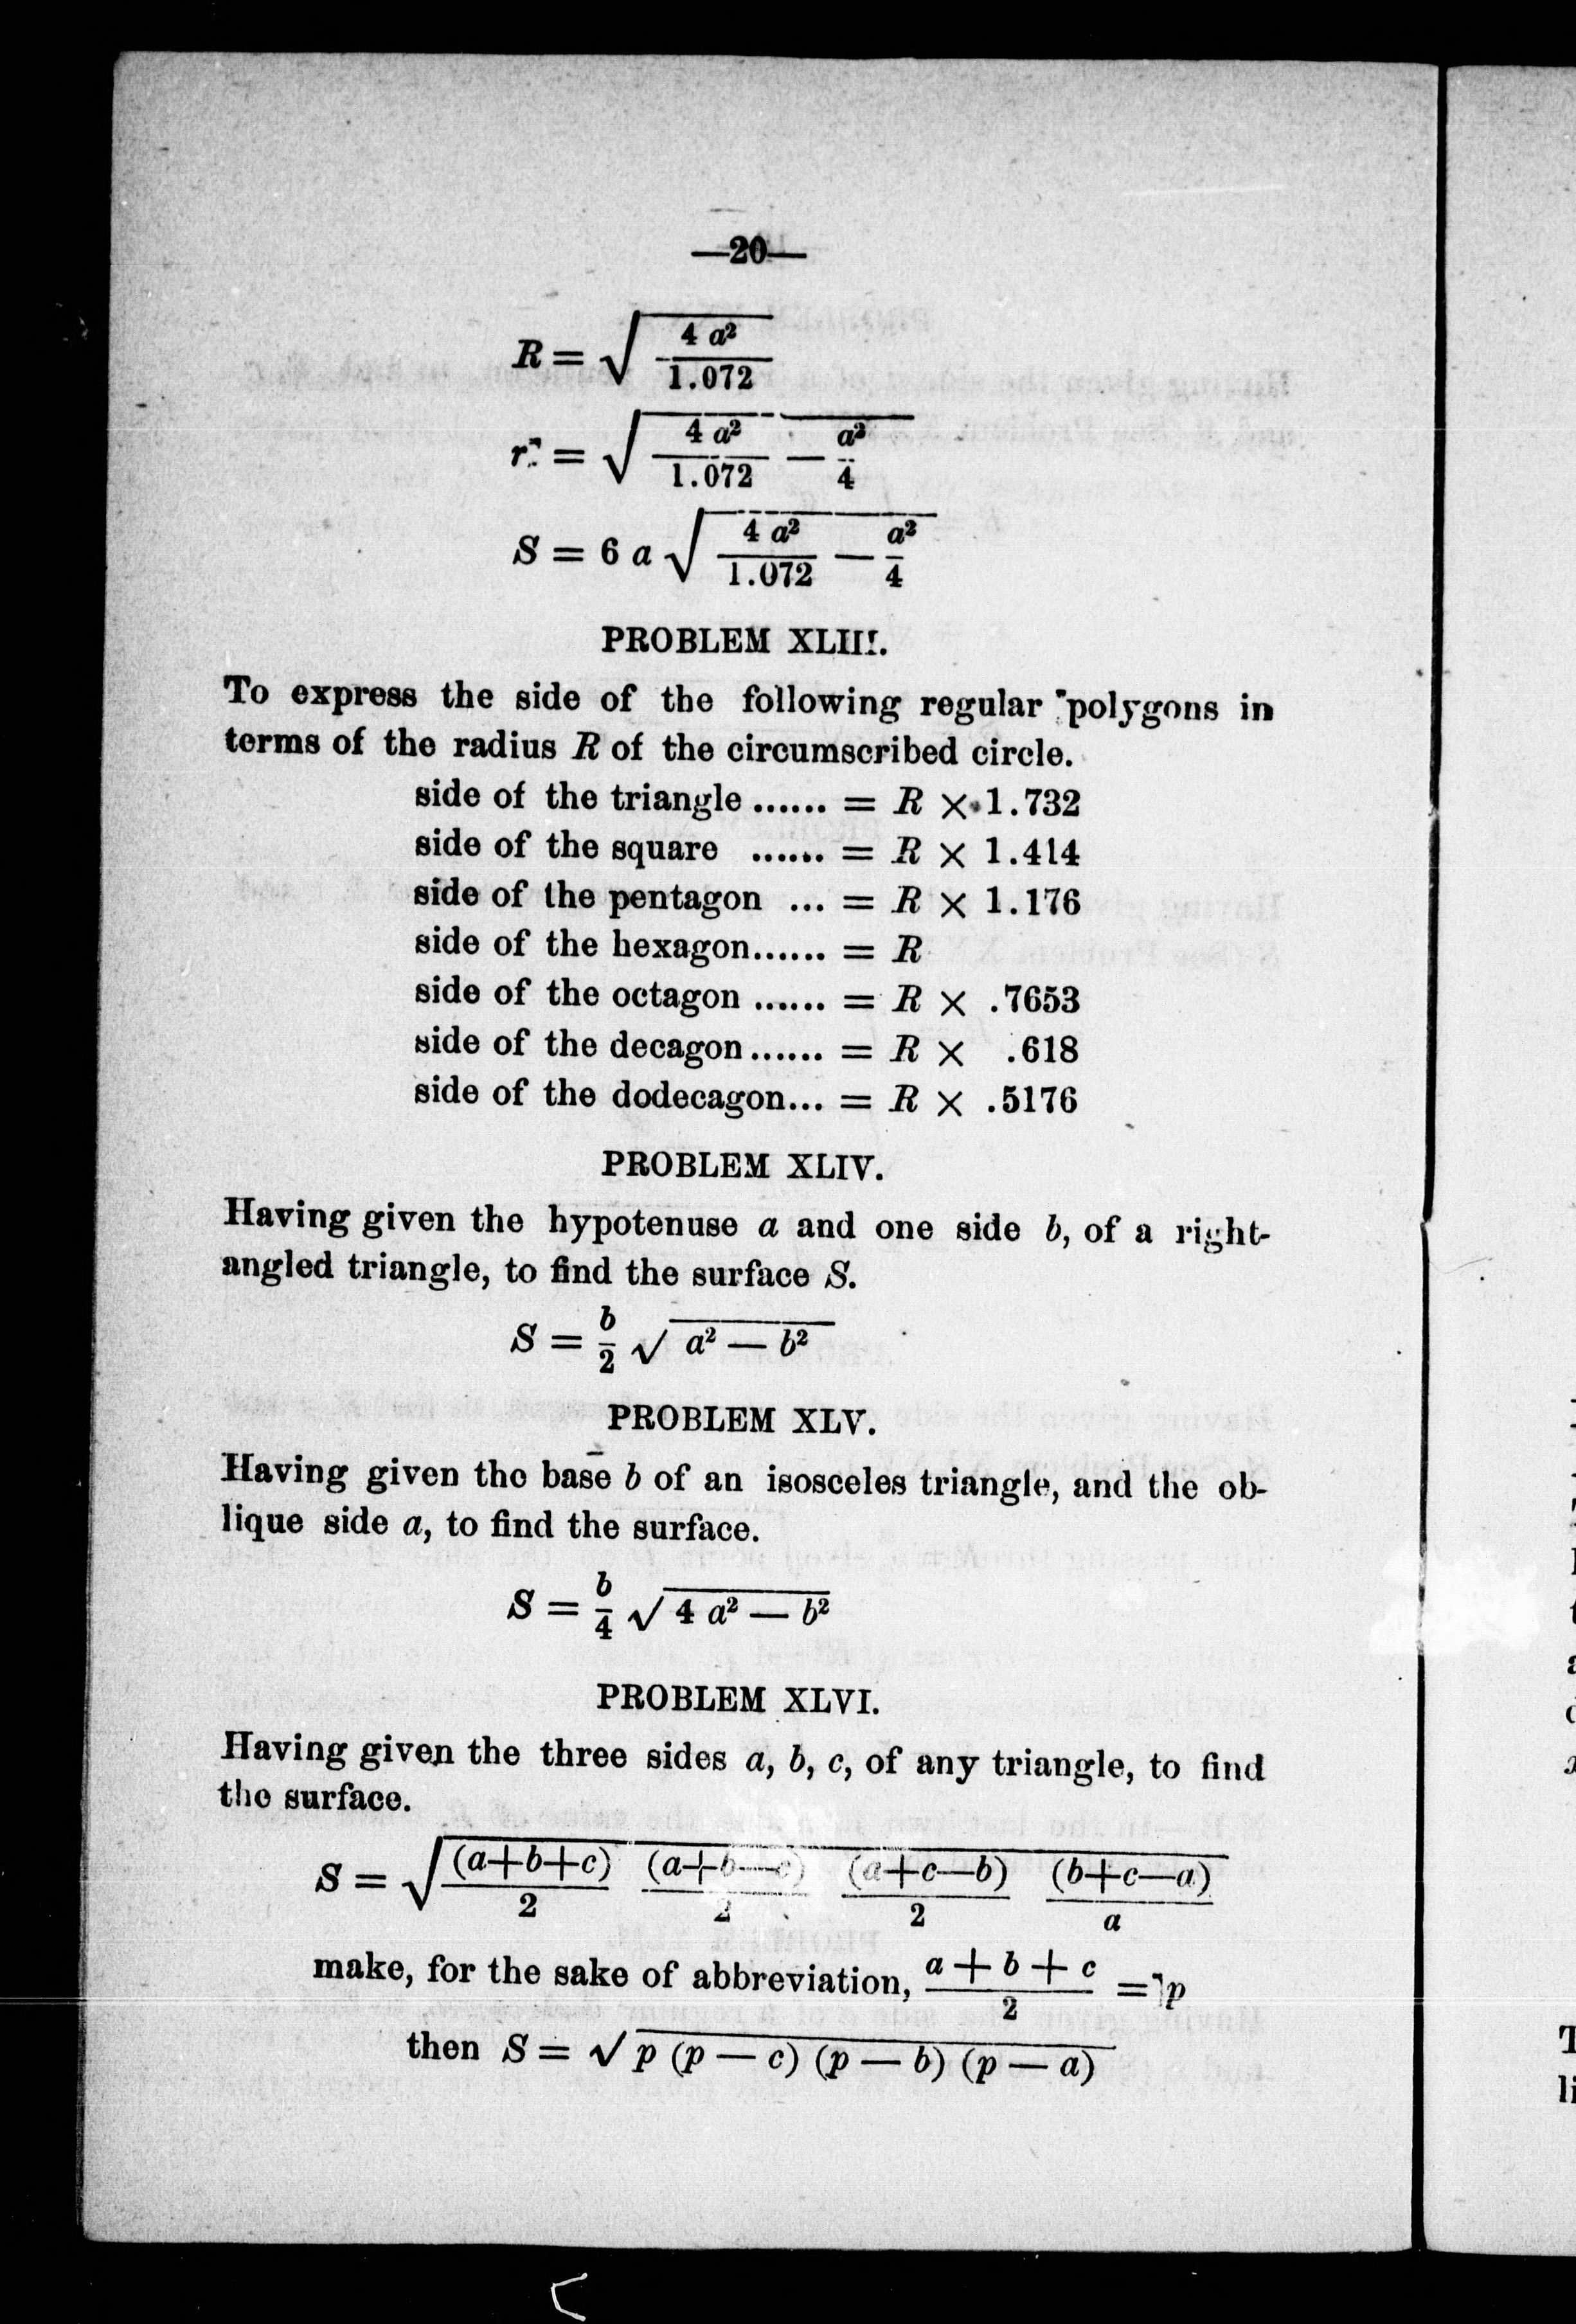 —20—
R = √ 4 a² / 1.072
r = √ 4 a² / 1.072 — a² / 4
S = 6 a √ 4 a² / 1.072 — a² / 4
PROBLEM XLIII.
To express the side of the following regular polygons in
terms of the radius R of the circumscribed circle.
side of the triangle ...... = R × 1.732
side of the square ...... = R × 1.414
side of the pentagon ... = R × 1.176
side of the hexagon...... = R
side of the octagon ...... = R × .7653
side of the decagon...... = R × .618
side of the dodecagon... = R × .5176
PROBLEM XLIV.
Having given the hypotenuse a and one side b, of a right-
angled triangle, to find the surface S.
S = b / 2 √ a² — b²
PROBLEM XLV.
Having given the base b of an isosceles triangle, and the ob-
lique side a, to find the surface.
S = b / 4 √ 4 a² — b²
PROBLEM XLVI.
Having given the three sides a, b, c, of any triangle, to find
the surface.
S = √ (a+b+c) / 2 (a+b—c) / 2 (a+c—b) / 2 (b+c—a) / a
make, for the sake of abbreviation, a + b + c / 2 = p
then S = √ p (p — c) (p — b) (p — a)